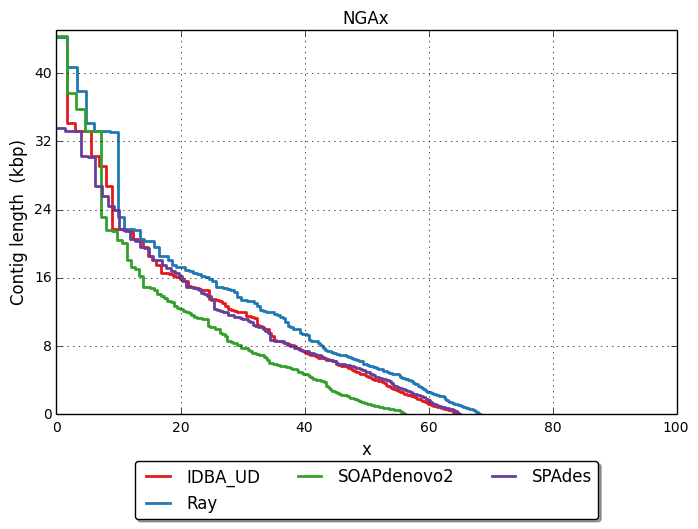 NGAx
Contig length (kbp)
40
32
24
16
8
0
0 20 40 60 80 100
x
IDBA_UD SOAPdenovo2 SPAdes
Ray